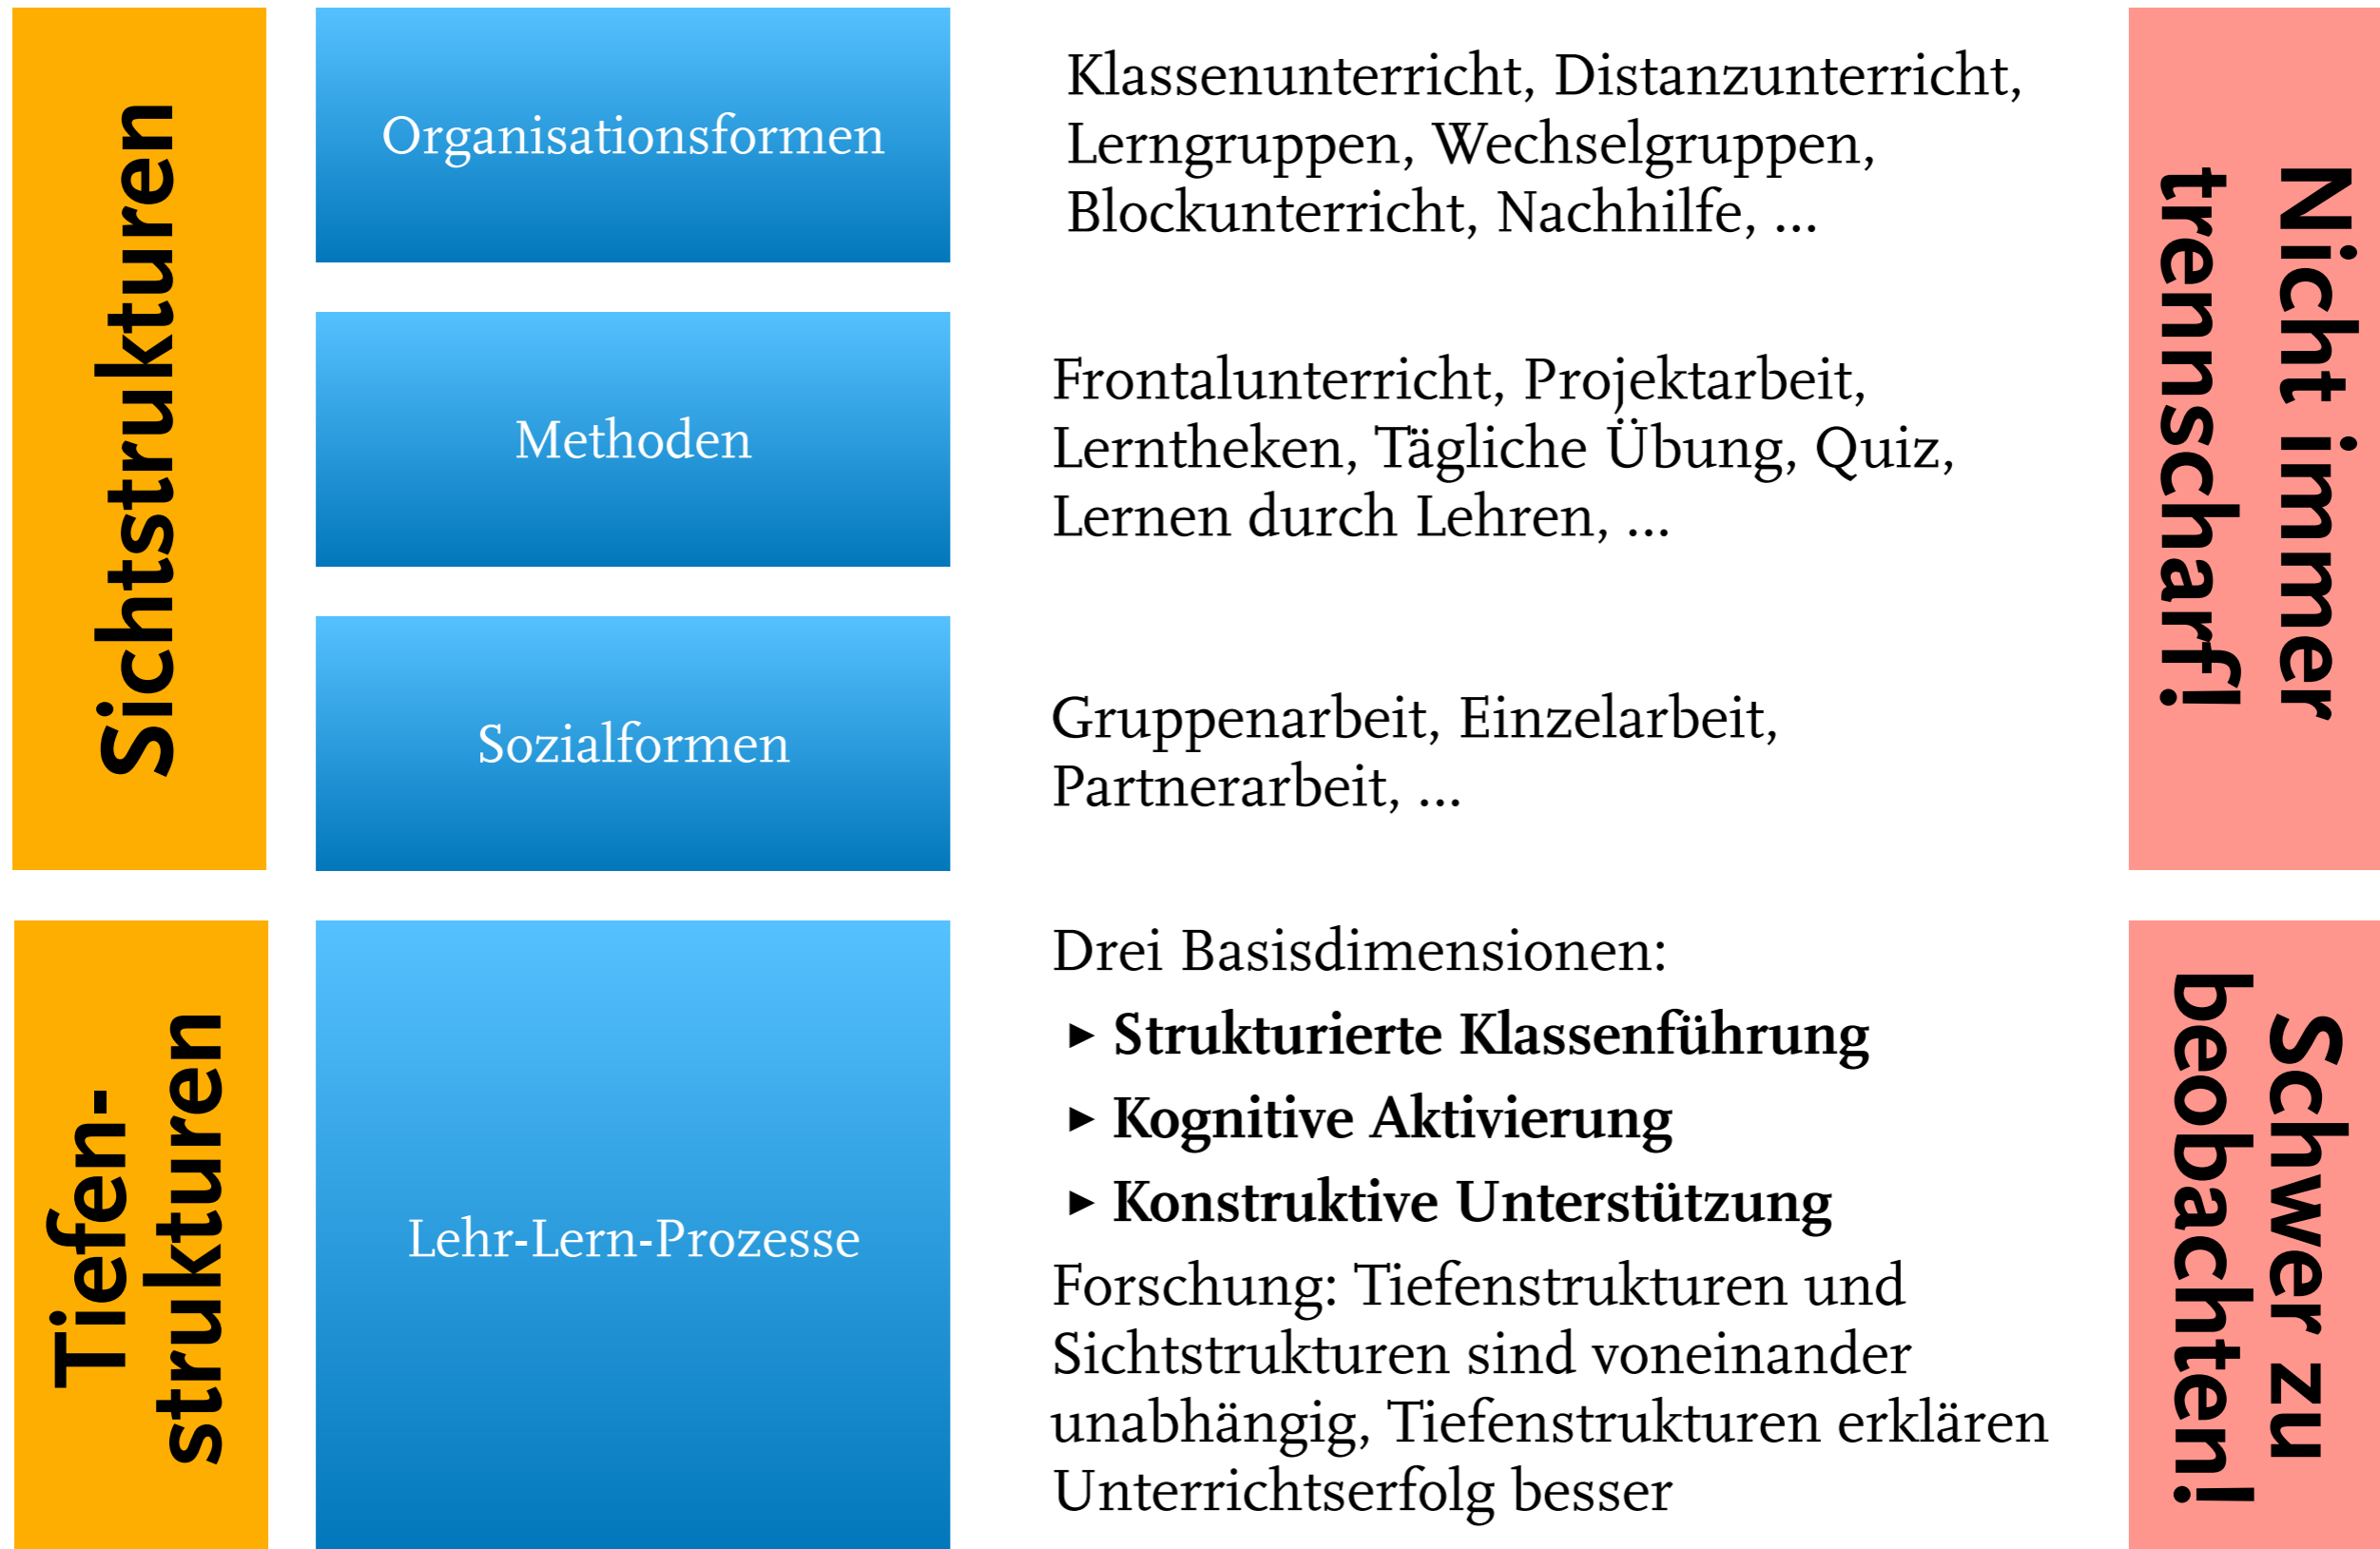 Sichtstrukturen
Organisationsformen
Klassenunterricht, Distanzunterricht,
Lerngruppen, Wechselgruppen,
Blockunterricht, Nachhilfe, ...
Methoden
Frontalunterricht, Projektarbeit,
Lerntheken, Tägliche Übung, Quiz,
Lernen durch Lehren, ...
Sozialformen
Gruppenarbeit, Einzelarbeit,
Partnerarbeit, ...
Nicht immer
trennscharf!
Tiefen-
strukturen
Lehr-Lern-Prozesse
Drei Basisdimensionen:
▸ Strukturierte Klassenführung
▸ Kognitive Aktivierung
▸ Konstruktive Unterstützung
Forschung: Tiefenstrukturen und
Sichtstrukturen sind voneinander
unabhängig, Tiefenstrukturen erklären
Unterrichtserfolg besser
Schwer zu
beobachten!